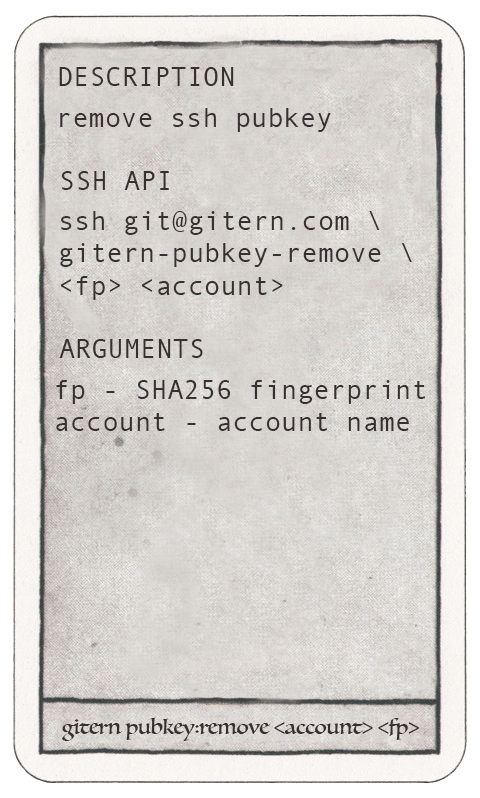 DESCRIPTION
remove ssh pubkey
SSH API
ssh git@gitern.com \
gitern-pubkey-remove \
<fp> <account>
ARGUMENTS
fp - SHA256 fingerprint
account - account name
gitern pubkey:remove <account> <fp>